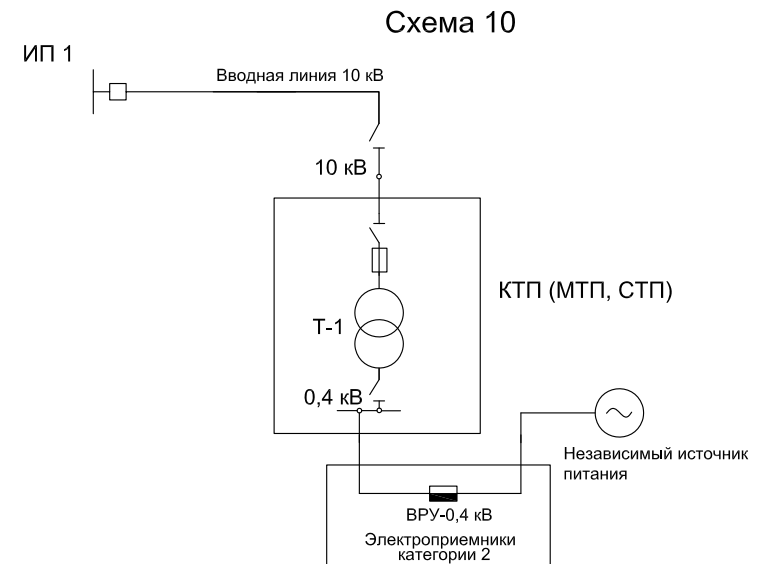 Схема 10
ИП 1
Вводная линия 10 кВ
10 кВ
КТП (МТП, СТП)
Т-1
0,4 кВ
Независимый источник
питания
ВРУ-0,4 кВ
Электроприемники
категории 2